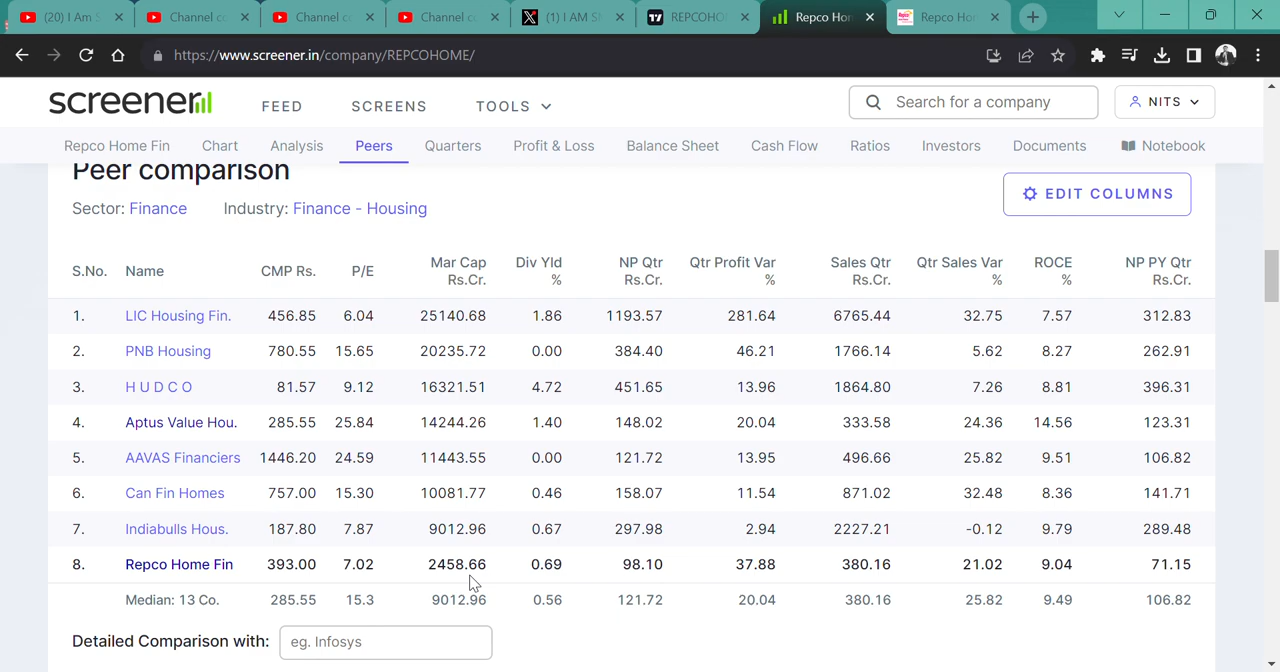 (20) I Am S
Channel co
Channel co
Channel co
(1) I AM S
REPCOHO
Repco Hom
Repco Hom
https://www.screener.in/company/REPCOHOME/
screener
FEED
SCREENS
TOOLS
Search for a company
NITS
Repco Home Fin
Chart
Analysis
Peers
Quarters
Profit & Loss
Balance Sheet
Cash Flow
Ratios
Investors
Documents
Notebook
Peer comparison
EDIT COLUMNS
Sector: Finance Industry: Finance - Housing
S.No. Name CMP Rs. P/E Mar Cap Rs.Cr. Div Yld % NP Qtr Rs.Cr. Qtr Profit Var % Sales Qtr Rs.Cr. Qtr Sales Var % ROCE % NP PY Qtr Rs.Cr.
1. LIC Housing Fin. 456.85 6.04 25140.68 1.86 1193.57 281.64 6765.44 32.75 7.57 312.83
2. PNB Housing 780.55 15.65 20235.72 0.00 384.40 46.21 1766.14 5.62 8.27 262.91
3. H U D C O 81.57 9.12 16321.51 4.72 451.65 13.96 1864.80 7.26 8.81 396.31
4. Aptus Value Hou. 285.55 25.84 14244.26 1.40 148.02 20.04 333.58 24.36 14.56 123.31
5. AAVAS Financiers 1446.20 24.59 11443.55 0.00 121.72 13.95 496.66 25.82 9.51 106.82
6. Can Fin Homes 757.00 15.30 10081.77 0.46 158.07 11.54 871.02 32.48 8.36 141.71
7. Indiabulls Hous. 187.80 7.87 9012.96 0.67 297.98 2.94 2227.21 -0.12 9.79 289.48
8. Repco Home Fin 393.00 7.02 2458.66 0.69 98.10 37.88 380.16 21.02 9.04 71.15
Median: 13 Co. 285.55 15.3 9012.96 0.56 121.72 20.04 380.16 25.82 9.49 106.82
Detailed Comparison with: eg. Infosys